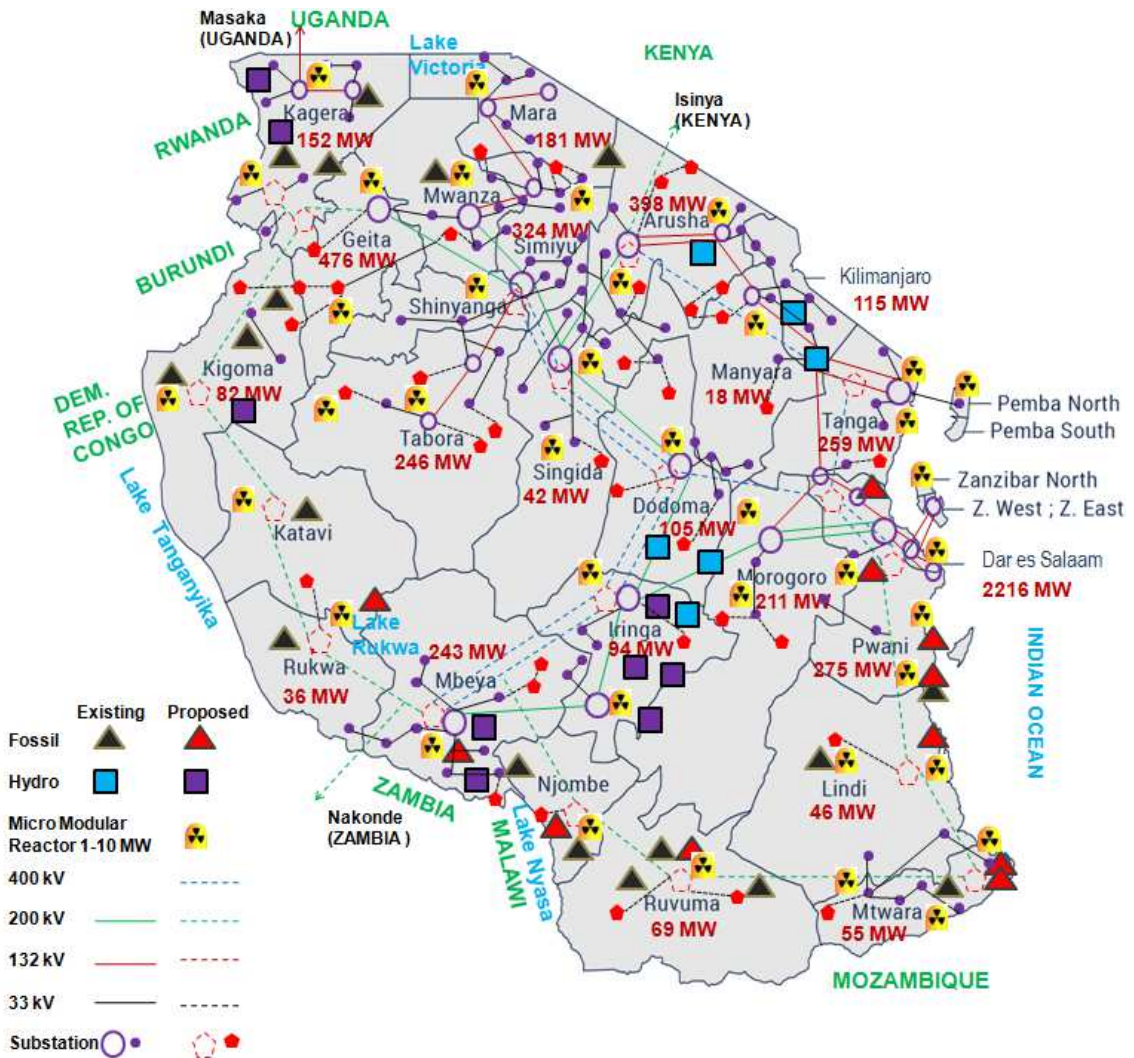 Masaka
(UGANDA)
UGANDA
Lake
Victoria
KENYA
Isinya
(KENYA)
RWANDA
Kagera
152 MW
Mara
181 MW
Mwanza
324 MW
398 MW
Arusha
Geita
476 MW
Simiyu
BURUNDI
Shinyanga
Kilimanjaro
115 MW
Kigoma
82 MW
Manyara
18 MW
DEM.
REP. OF
CONGO
Tabora
246 MW
Singida
42 MW
Tanga
259 MW
Pemba North
Pemba South
Zanzibar North
Z. West ; Z. East
Dodoma
105 MW
Katavi
Lake Tanganyika
Morogoro
211 MW
Dar es Salaam
2216 MW
Iringa
94 MW
Lake
Rukwa
Rukwa
36 MW
243 MW
Mbeya
Pwani
275 MW
INDIAN OCEAN
Njombe
Lindi
46 MW
ZAMBIA
Nakonde
(ZAMBIA )
MALAWI
Lake Nyasa
Ruvuma
69 MW
Mtwara
55 MW
MOZAMBIQUE
Existing Proposed
Fossil
Hydro
Micro Modular
Reactor 1-10 MW
400 kV
200 kV
132 kV
33 kV
Substation